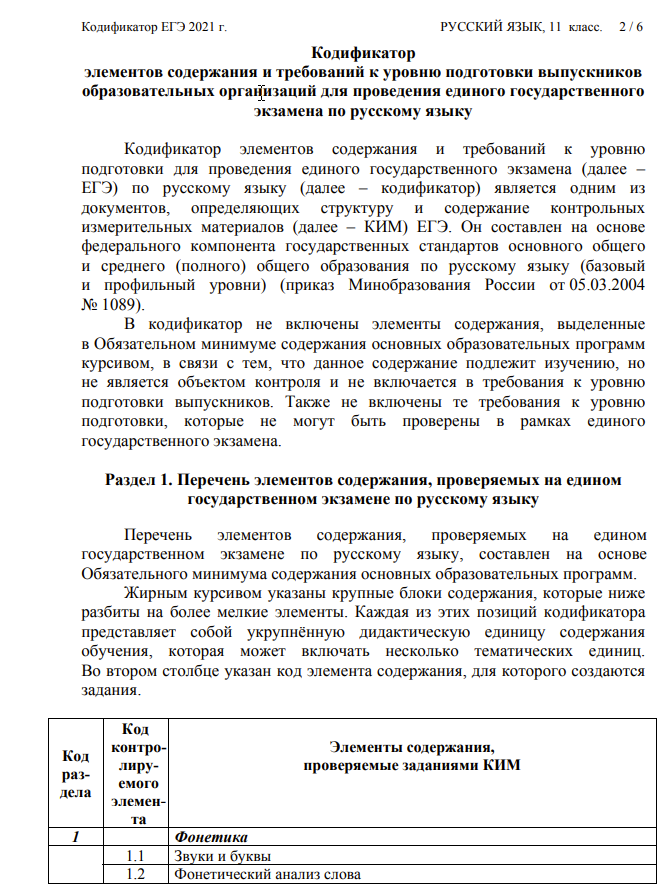 Кодификатор ЕГЭ 2021 г. РУССКИЙ ЯЗЫК, 11 класс. 2 / 6
Кодификатор
элементов содержания и требований к уровню подготовки выпускников
образовательных организаций для проведения единого государственного
экзамена по русскому языку
Кодификатор элементов содержания и требований к уровню
подготовки для проведения единого государственного экзамена (далее –
ЕГЭ) по русскому языку (далее – кодификатор) является одним из
документов, определяющих структуру и содержание контрольных
измерительных материалов (далее – КИМ) ЕГЭ. Он составлен на основе
федерального компонента государственных стандартов основного общего
и среднего (полного) общего образования по русскому языку (базовый
и профильный уровни) (приказ Минобразования России от 05.03.2004
№ 1089).
В кодификатор не включены элементы содержания, выделенные
в Обязательном минимуме содержания основных образовательных программ
курсивом, в связи с тем, что данное содержание подлежит изучению, но
не является объектом контроля и не включается в требования к уровню
подготовки выпускников. Также не включены те требования к уровню
подготовки, которые не могут быть проверены в рамках единого
государственного экзамена.
Раздел 1. Перечень элементов содержания, проверяемых на едином
государственном экзамене по русскому языку
Перечень элементов содержания, проверяемых на едином
государственном экзамене по русскому языку, составлен на основе
Обязательного минимума содержания основных образовательных программ.
Жирным курсивом указаны крупные блоки содержания, которые ниже
разбиты на более мелкие элементы. Каждая из этих позиций кодификатора
представляет собой укрупнённую дидактическую единицу содержания
обучения, которая может включать несколько тематических единиц.
Во втором столбце указан код элемента содержания, для которого создаются
задания.
Код
раз-
дела
Код
контро-
лиру-
емого
элемен-
та
Элементы содержания,
проверяемые заданиями КИМ
1 Фонетика
1.1 Звуки и буквы
1.2 Фонетический анализ слова